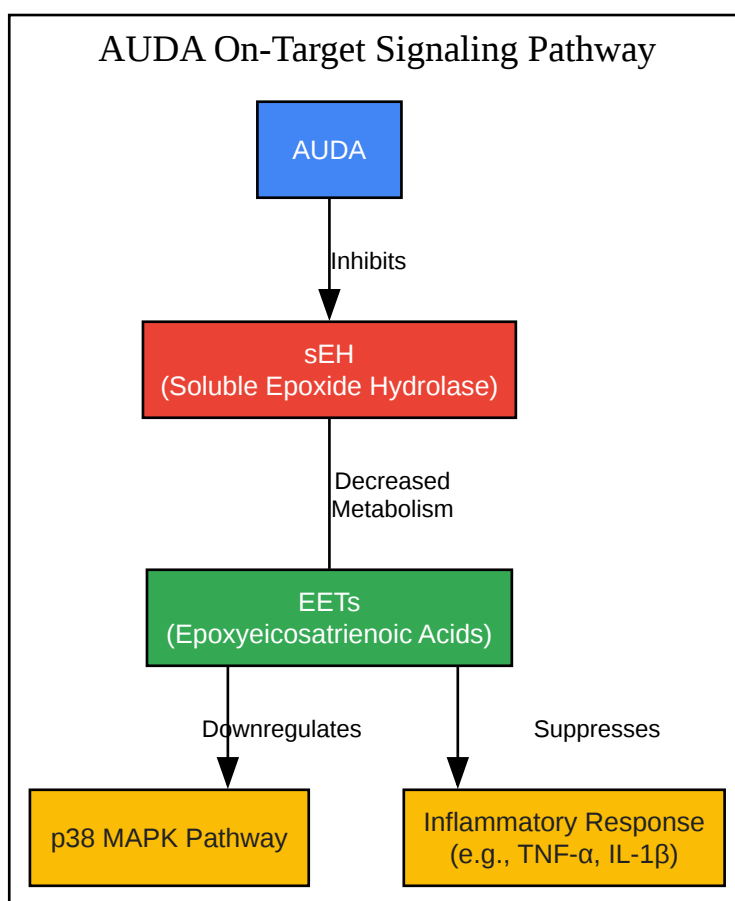 AUDA On-Target Signaling Pathway
AUDA
Inhibits
sEH
(Soluble Epoxide Hydrolase)
Decreased
Metabolism
EETs
(Epoxyeicosatrienoic Acids)
Downregulates
Suppresses
p38 MAPK Pathway
Inflammatory Response
(e.g., TNF-α, IL-1β)